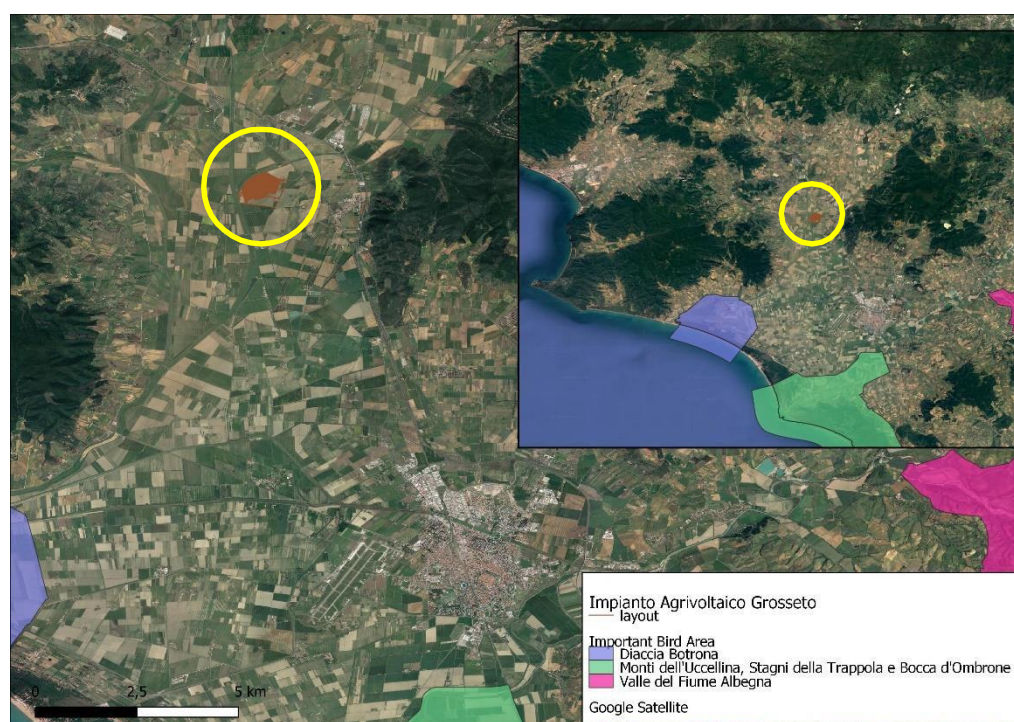 Impianto Agrivoltaico Grosseto
layout
Important Bird Area
Diaccia Botrona
Monti dell'Uccellina, Stagni della Trappola e Bocca d'Ombrone
Valle del Fiume Albegna
Google Satellite
0 2,5 5 km